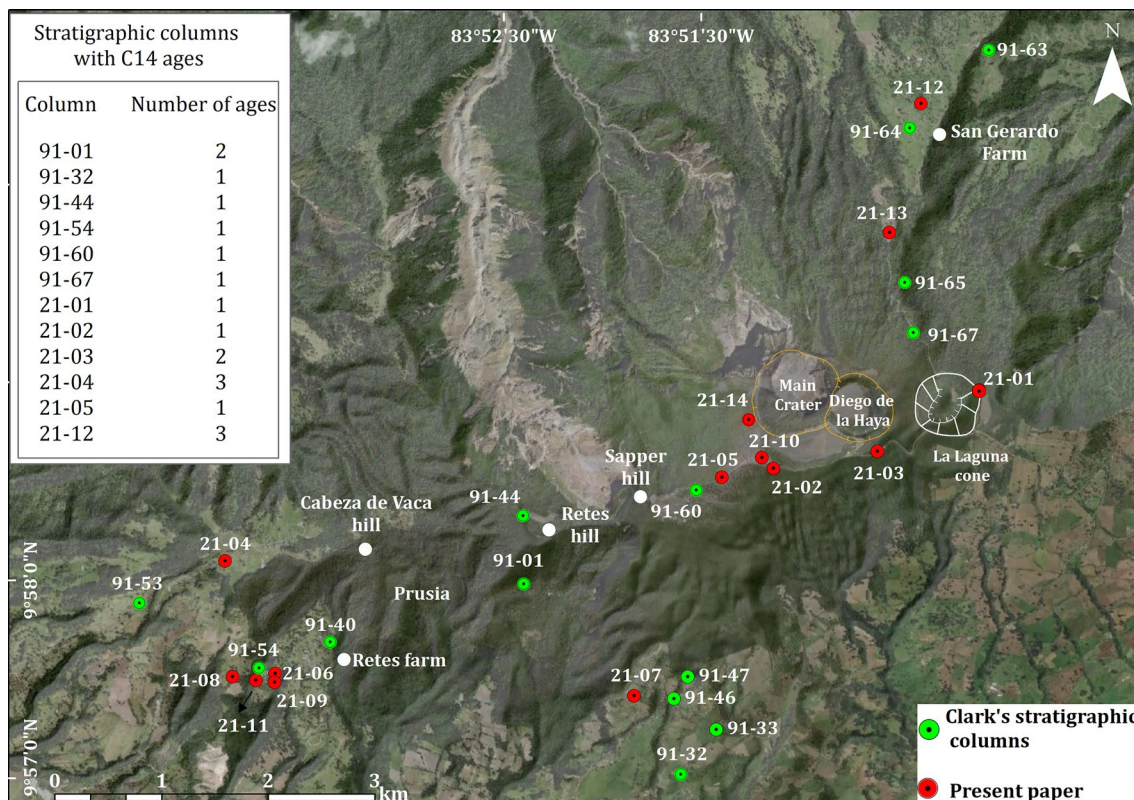 Stratigraphic columns
with C14 ages
Column Number of ages
91-01 2
91-32 1
91-44 1
91-54 1
91-60 1
91-67 1
21-01 1
21-02 1
21-03 2
21-04 3
21-05 1
21-12 3
83°52'30"W
83°51'30"W
N
91-63
21-12
91-64
San Gerardo
Farm
21-13
91-65
91-67
21-01
Main
Crater
Diego de
la Haya
21-14
21-10
La Laguna
cone
21-03
21-02
21-05
Sapper
hill
91-60
91-44
Retes
hill
Cabeza de Vaca
hill
91-01
21-04
91-53
Prusia
9°58'0"N
91-40
Retes farm
91-54
21-06
21-08
21-09
21-11
21-07
91-47
91-46
91-33
91-32
9°57'0"N
0 1 2 3
km
Clark's stratigraphic
columns
Present paper